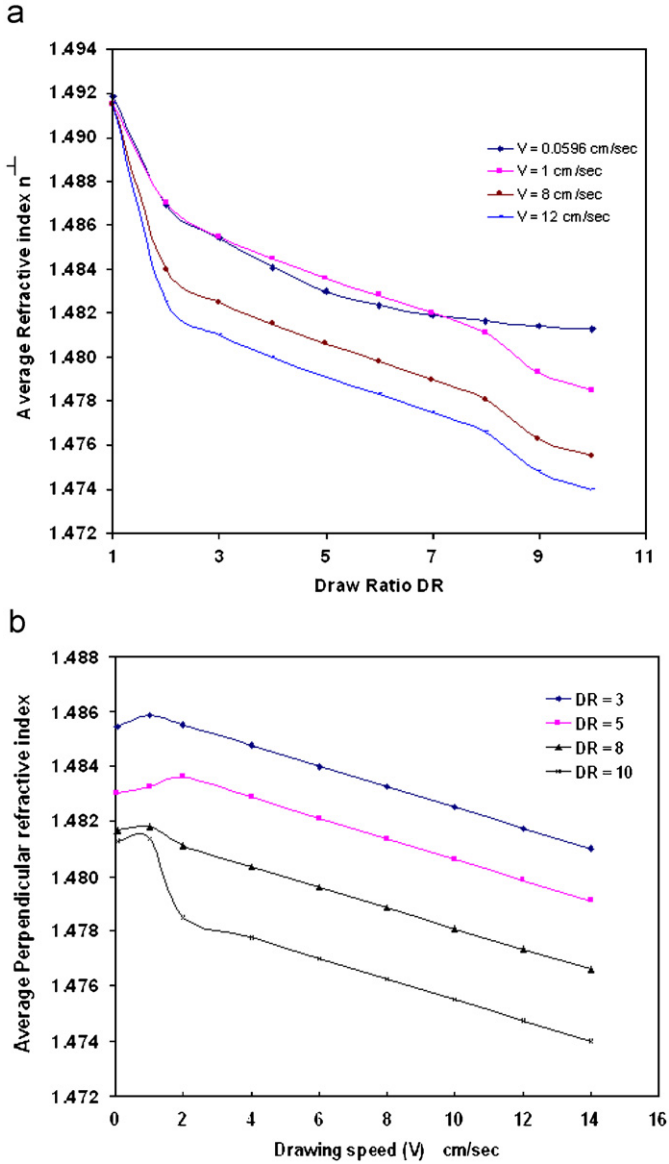 a
1.494
1.492
1.490
1.488
1.486
1.484
1.482
1.480
1.478
1.476
1.474
1.472
Average Refractive index n⊥
V = 0.0596 cm/sec
V = 1 cm/sec
V = 8 cm/sec
V = 12 cm/sec
1 3 5 7 9 11
Draw Ratio DR
b
1.488
1.486
1.484
1.482
1.480
1.478
1.476
1.474
1.472
Average Perpendicular refractive index
DR = 3
DR = 5
DR = 8
DR = 10
0 2 4 6 8 10 12 14 16
Drawing speed (V) cm/sec